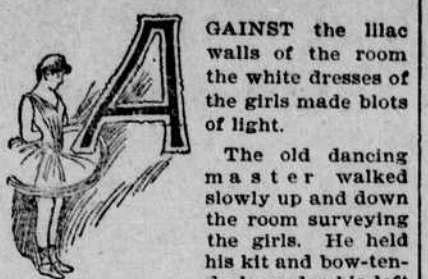 AGAINST the lilac
walls of the room
the white dresses of
the girls made blots
of light.
The old dancing
master walked
slowly up and down
the room surveying
the girls. He held
his kit and bow-ten-